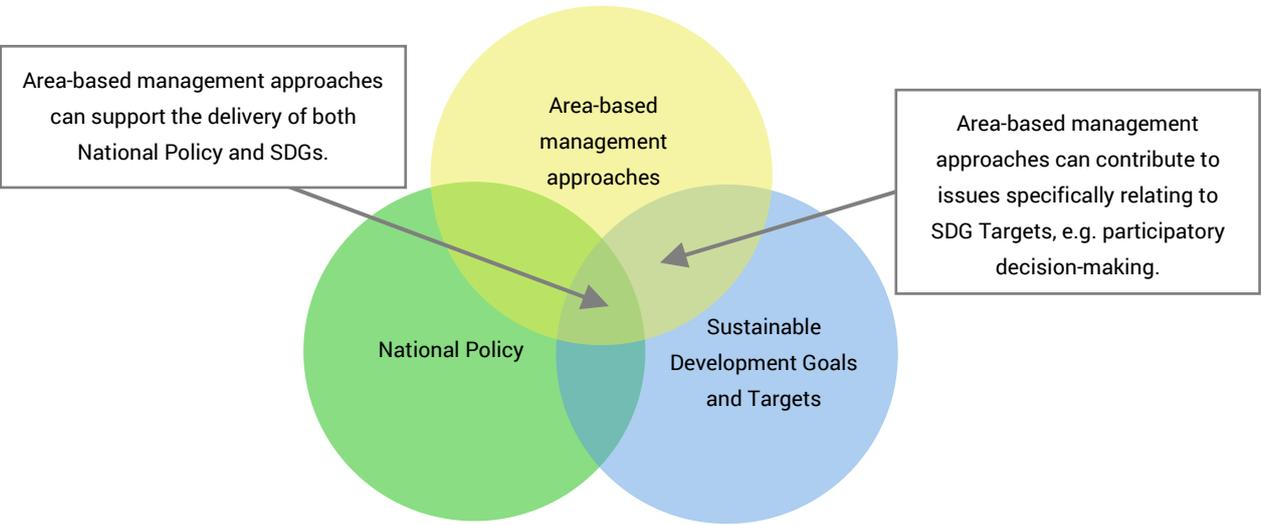 Area-based management approaches
can support the delivery of both
National Policy and SDGs.
Area-based
management
approaches
Area-based management
approaches can contribute to
issues specifically relating to
SDG Targets, e.g. participatory
decision-making.
National Policy
Sustainable
Development Goals
and Targets